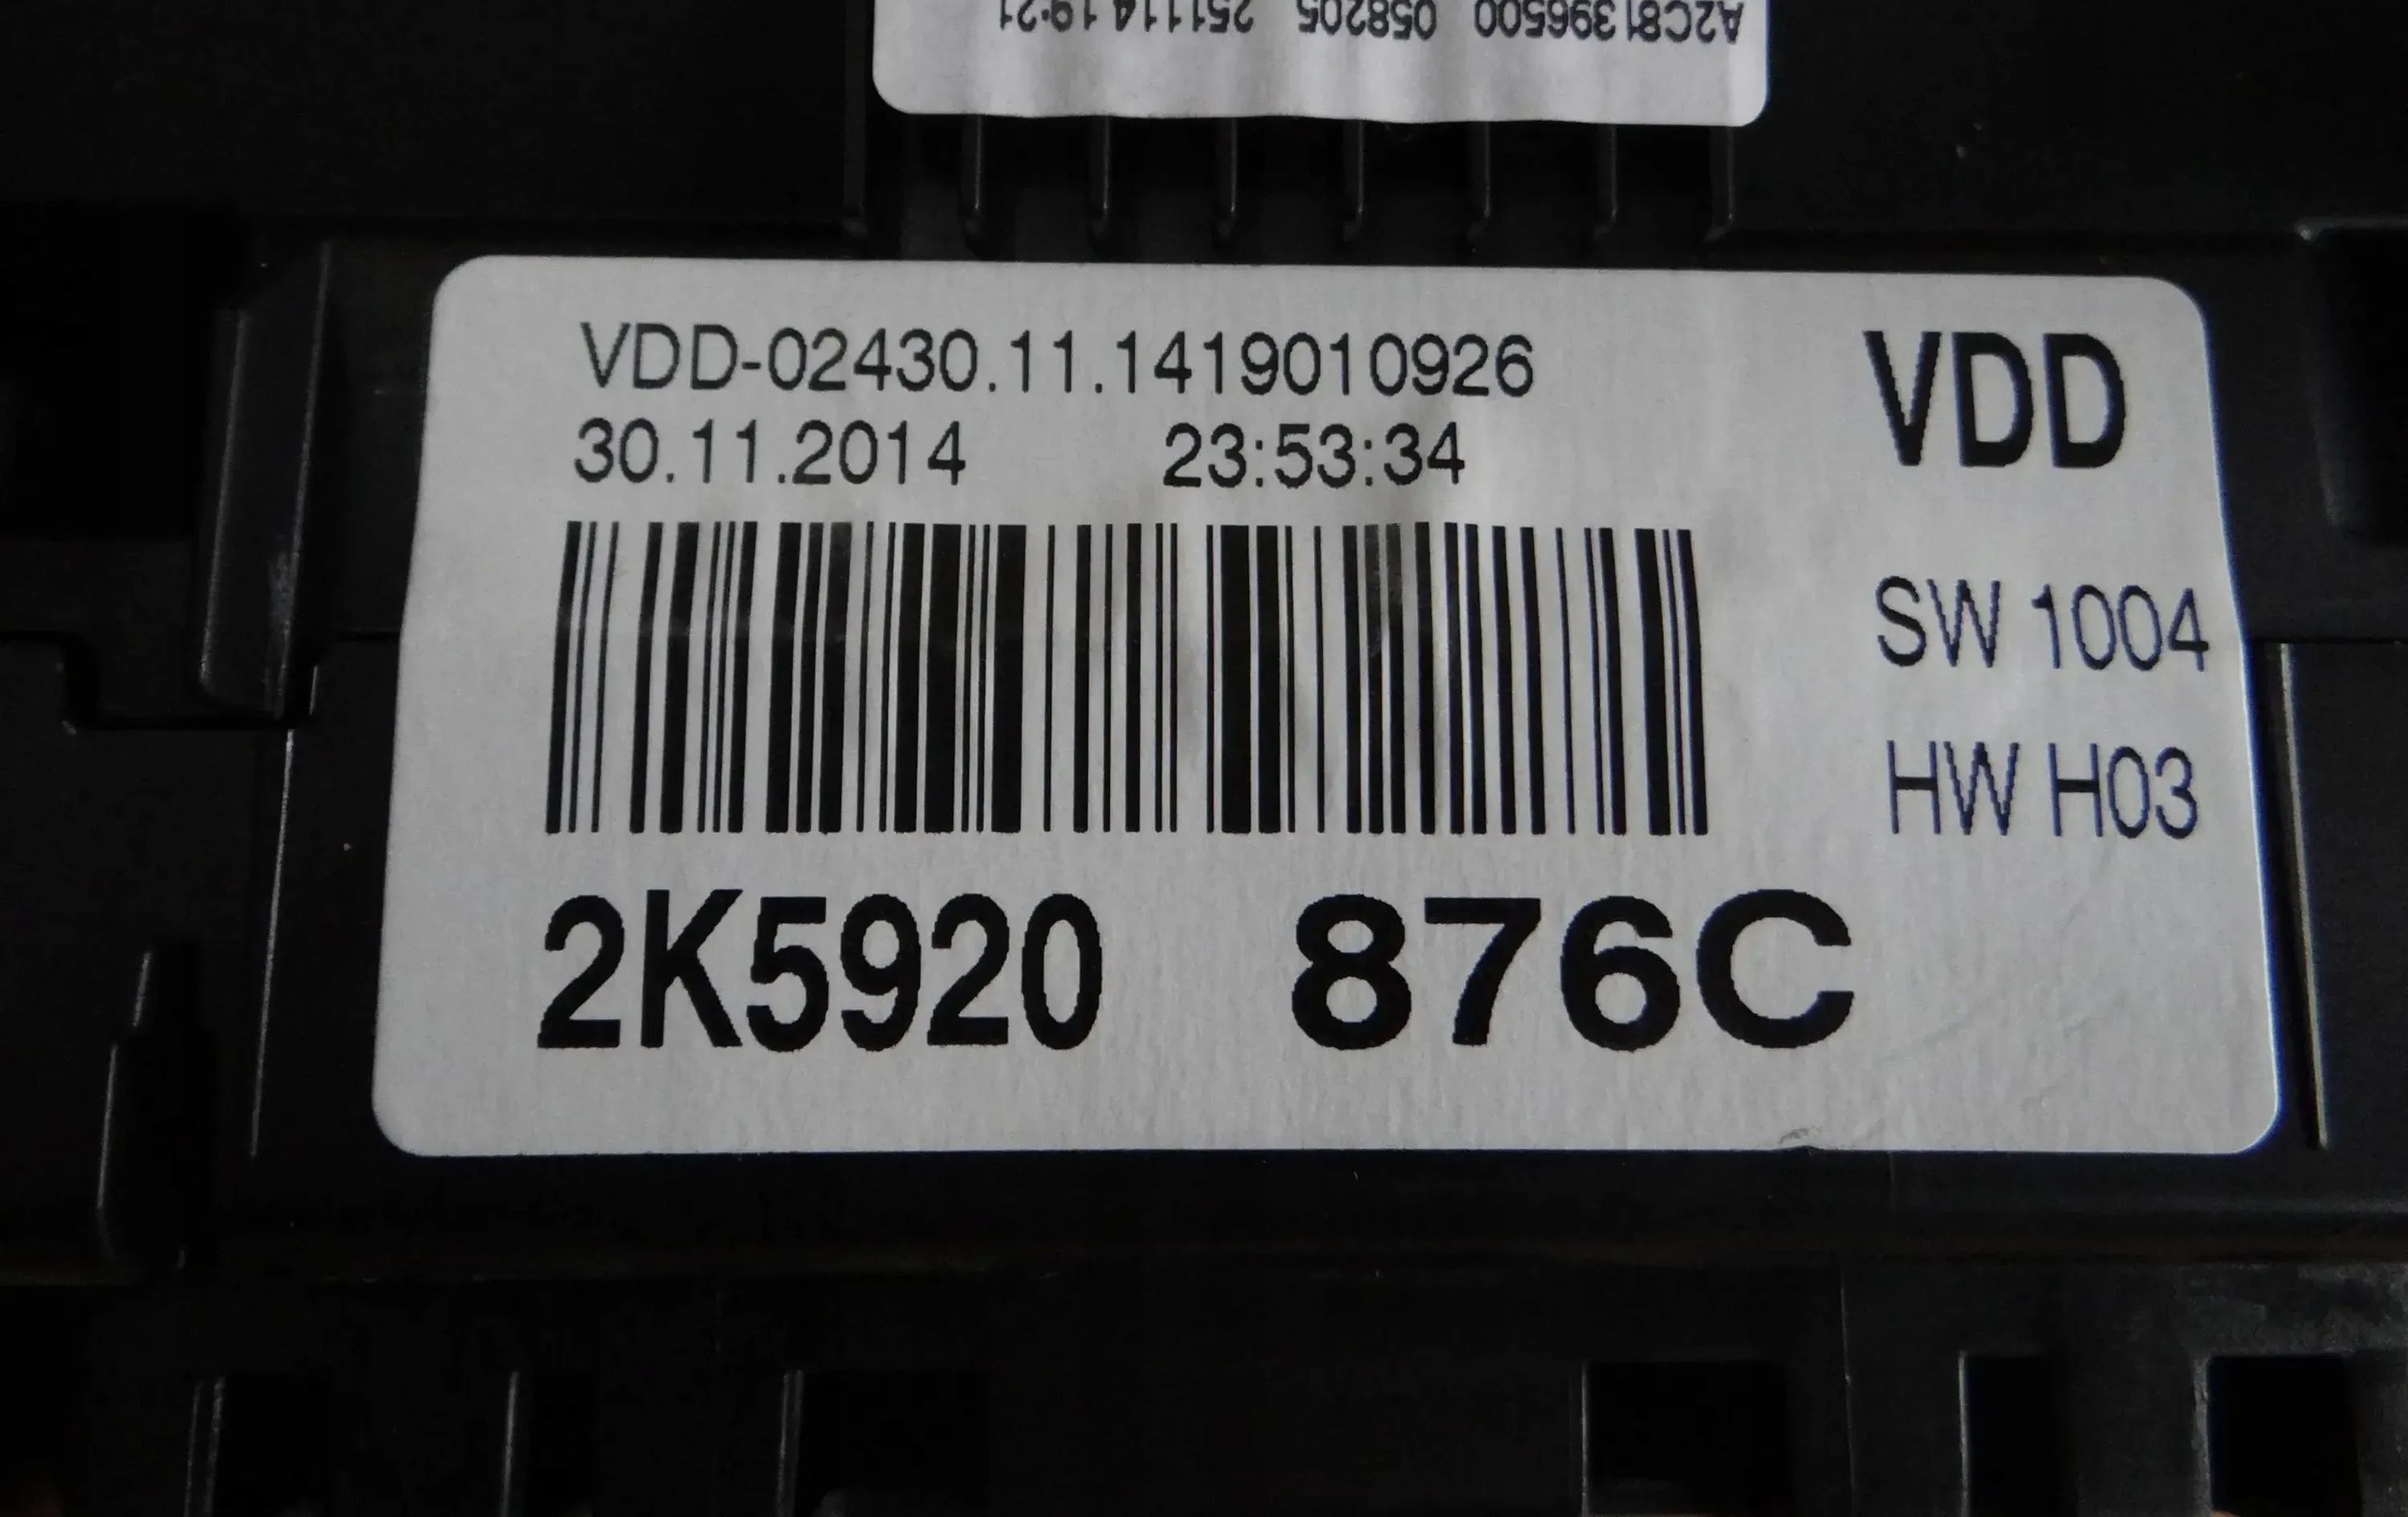 A2C81396500 058205 251114 19:21
VDD-02430.11.1419010926
30.11.2014 23:53:34
VDD
SW 1004
HW H03
2K5920 876C